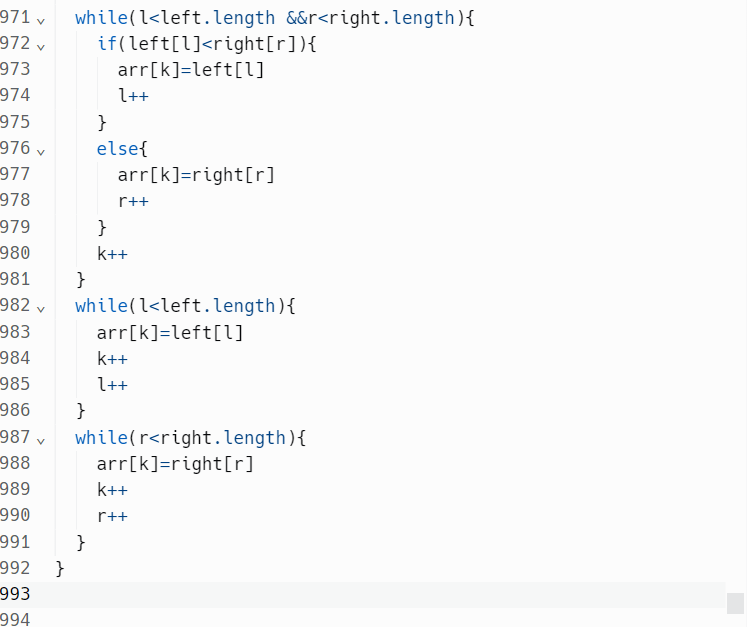 971 while(l<left.length &&r<right.length){
972 if(left[l]<right[r]){
973 arr[k]=left[l]
974 l++
975 }
976 else{
977 arr[k]=right[r]
978 r++
979 }
980 k++
981 }
982 while(l<left.length){
983 arr[k]=left[l]
984 k++
985 l++
986 }
987 while(r<right.length){
988 arr[k]=right[r]
989 k++
990 r++
991 }
992 }
993
994